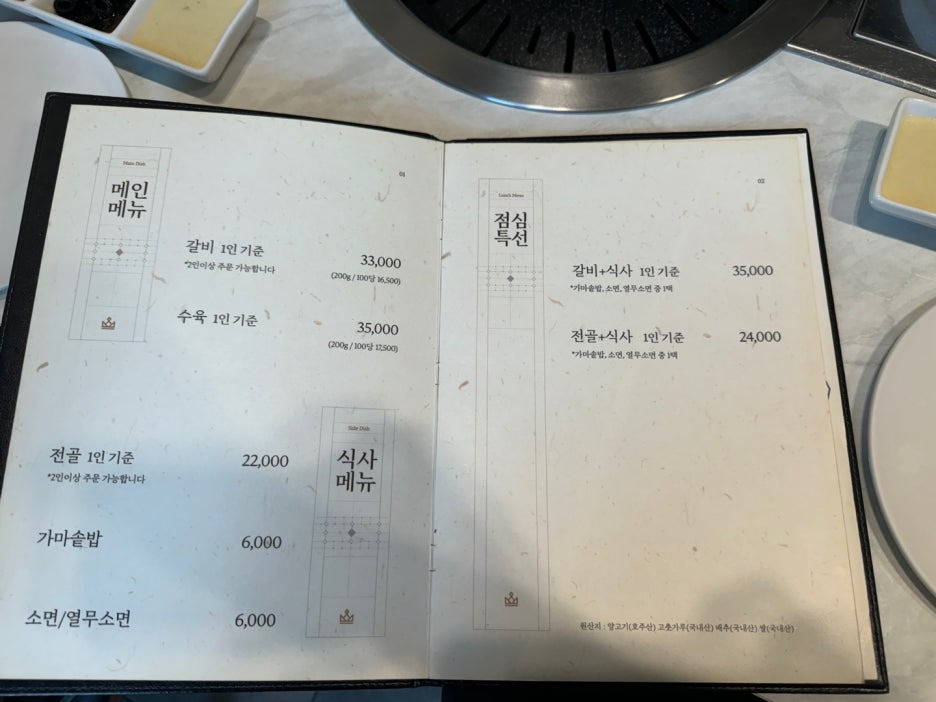 Main Dish
메인
메뉴
01
갈비 1인 기준
33,000
*2인이상 주문 가능합니다
(200g / 100당 16,500)
수육 1인 기준
35,000
(200g / 100당 17,500)
Side Dish
식사
메뉴
전골 1인 기준
22,000
*2인이상 주문 가능합니다
가마솥밥
6,000
소면/열무소면
6,000
Lunch Menu
점심
특선
02
갈비+식사 1인 기준
35,000
*가마솥밥, 소면, 열무소면 중 1택
전골+식사 1인 기준
24,000
*가마솥밥, 소면, 열무소면 중 1택
원산지 : 양고기(호주산) 고춧가루(국내산) 배추(국내산) 쌀(국내산)